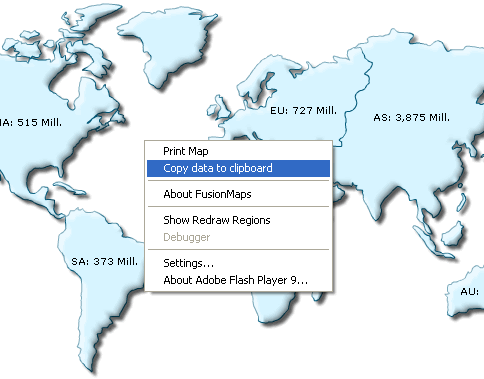 IA: 515 Mill.
EU: 727 Mill.
AS: 3,875 Mill.
Print Map
Copy data to clipboard
About FusionMaps
Show Redraw Regions
Debugger
SA: 373 Mill.
Settings...
About Adobe Flash Player 9...
AU: